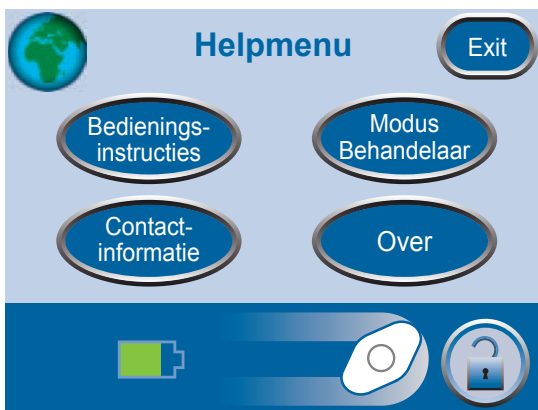 Helpmenu
Exit
Bedienings-
instructies
Modus
Behandelaar
Contact-
informatie
Over